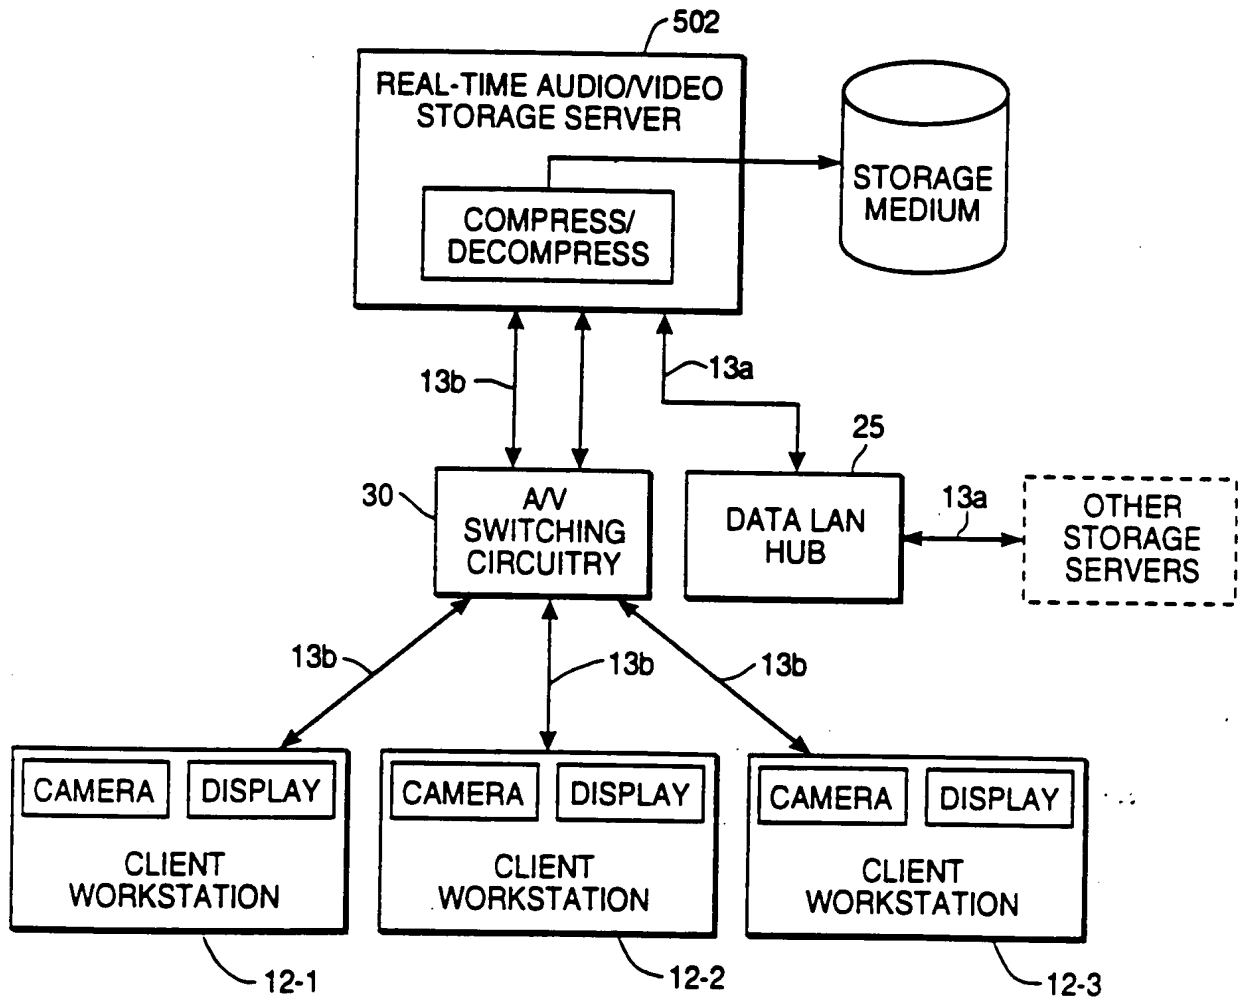 502
REAL-TIME AUDIO/VIDEO
STORAGE SERVER
COMPRESS/
DECOMPRESS
STORAGE
MEDIUM
13b
13a
25
30
A/V
SWITCHING
CIRCUITRY
DATA LAN
HUB
13a
OTHER
STORAGE
SERVERS
13b
13b
13b
CAMERA
DISPLAY
CLIENT
WORKSTATION
CAMERA
DISPLAY
CLIENT
WORKSTATION
CAMERA
DISPLAY
CLIENT
WORKSTATION
12-1
12-2
12-3